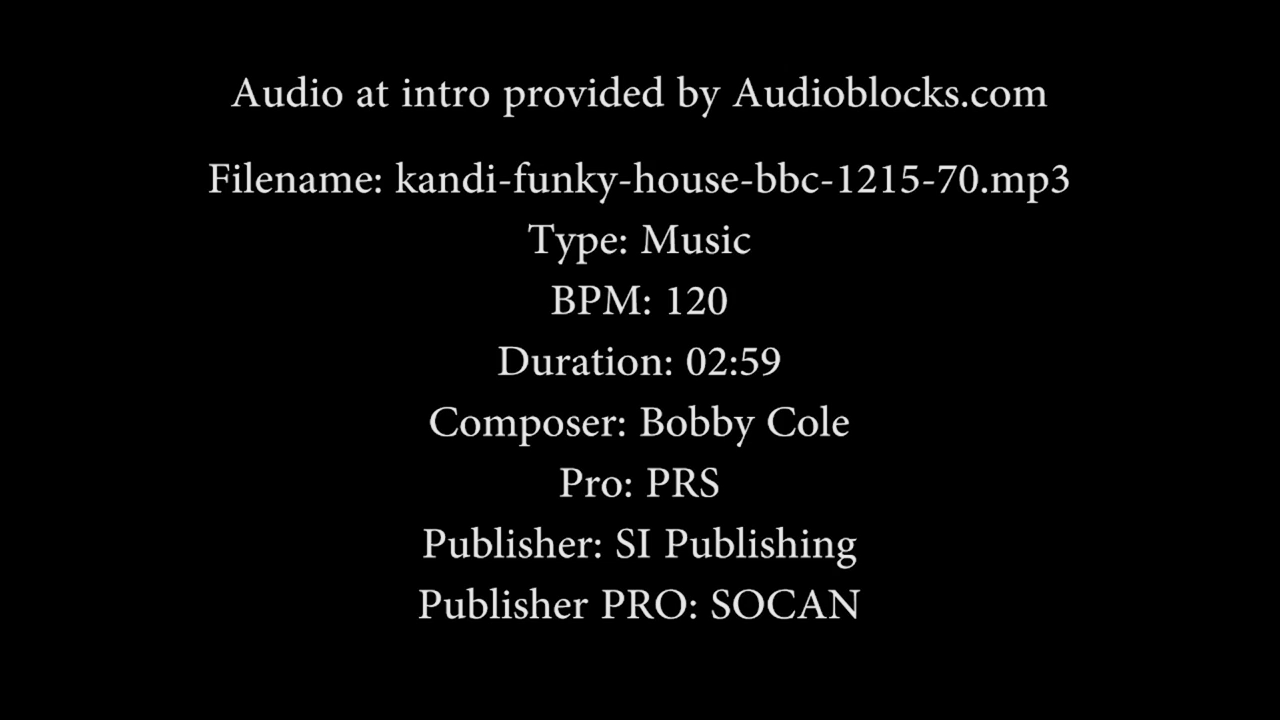 Audio at intro provided by Audioblocks.com
Filename: kandi-funky-house-bbc-1215-70.mp3
Type: Music
BPM: 120
Duration: 02:59
Composer: Bobby Cole
Pro: PRS
Publisher: SI Publishing
Publisher PRO: SOCAN